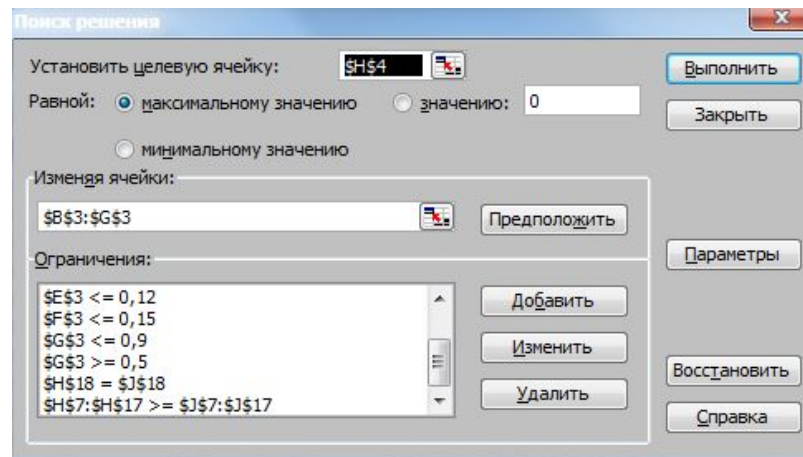 Поиск решения
Установить целевую ячейку: $H$4
Выполнить
Равной: максимальному значению значению: 0
Закрыть
минимальному значению
Изменяя ячейки:
$B$3:$G$3
Предположить
Параметры
Ограничения:
$E$3 <= 0,12
$F$3 <= 0,15
$G$3 <= 0,9
$G$3 >= 0,5
$H$18 = $J$18
$H$7:$H$17 >= $J$7:$J$17
Добавить
Изменить
Удалить
Восстановить
Справка